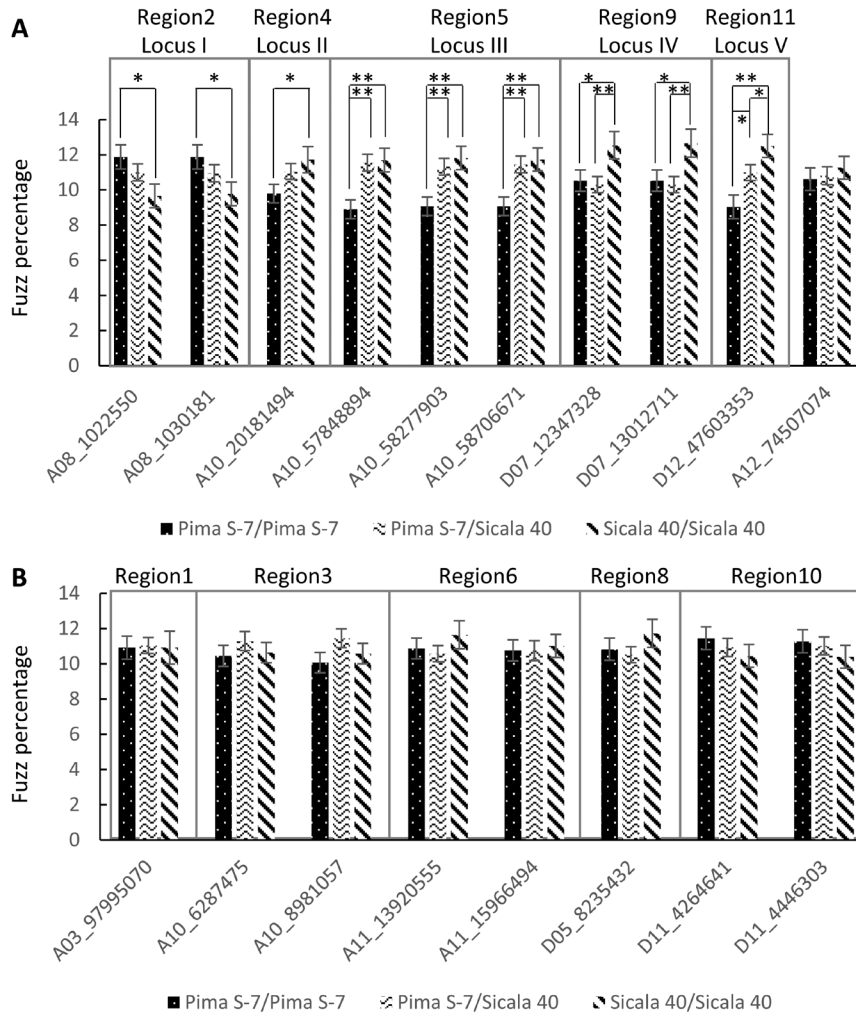 A
Region2 Region4 Region5 Region9 Region11
Locus I Locus II Locus III Locus IV Locus V
* * * ** ** ** * * **
** ** ** ** ** *
*
14
12
10
8
6
4
2
0
Fuzz percentage
A08_1022550
A08_1030181
A10_20181494
A10_57848894
A10_58277903
A10_58706671
D07_12347328
D07_13012711
D12_47603353
A12_74507074
Pima S-7/Pima S-7 Pima S-7/Sicala 40 Sicala 40/Sicala 40
B
Region1 Region3 Region6 Region8 Region10
14
12
10
8
6
4
2
0
Fuzz percentage
A03_97995070
A10_6287475
A10_8981057
A11_13920555
A11_15966494
D05_8235432
D11_4264641
D11_4446303
Pima S-7/Pima S-7 Pima S-7/Sicala 40 Sicala 40/Sicala 40